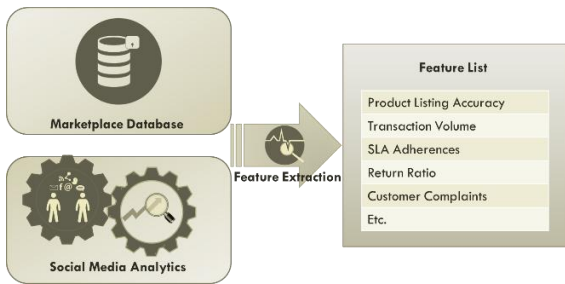 Marketplace Database
Social Media Analytics
Feature Extraction
Feature List
Product Listing Accuracy
Transaction Volume
SLA Adherences
Return Ratio
Customer Complaints
Etc.